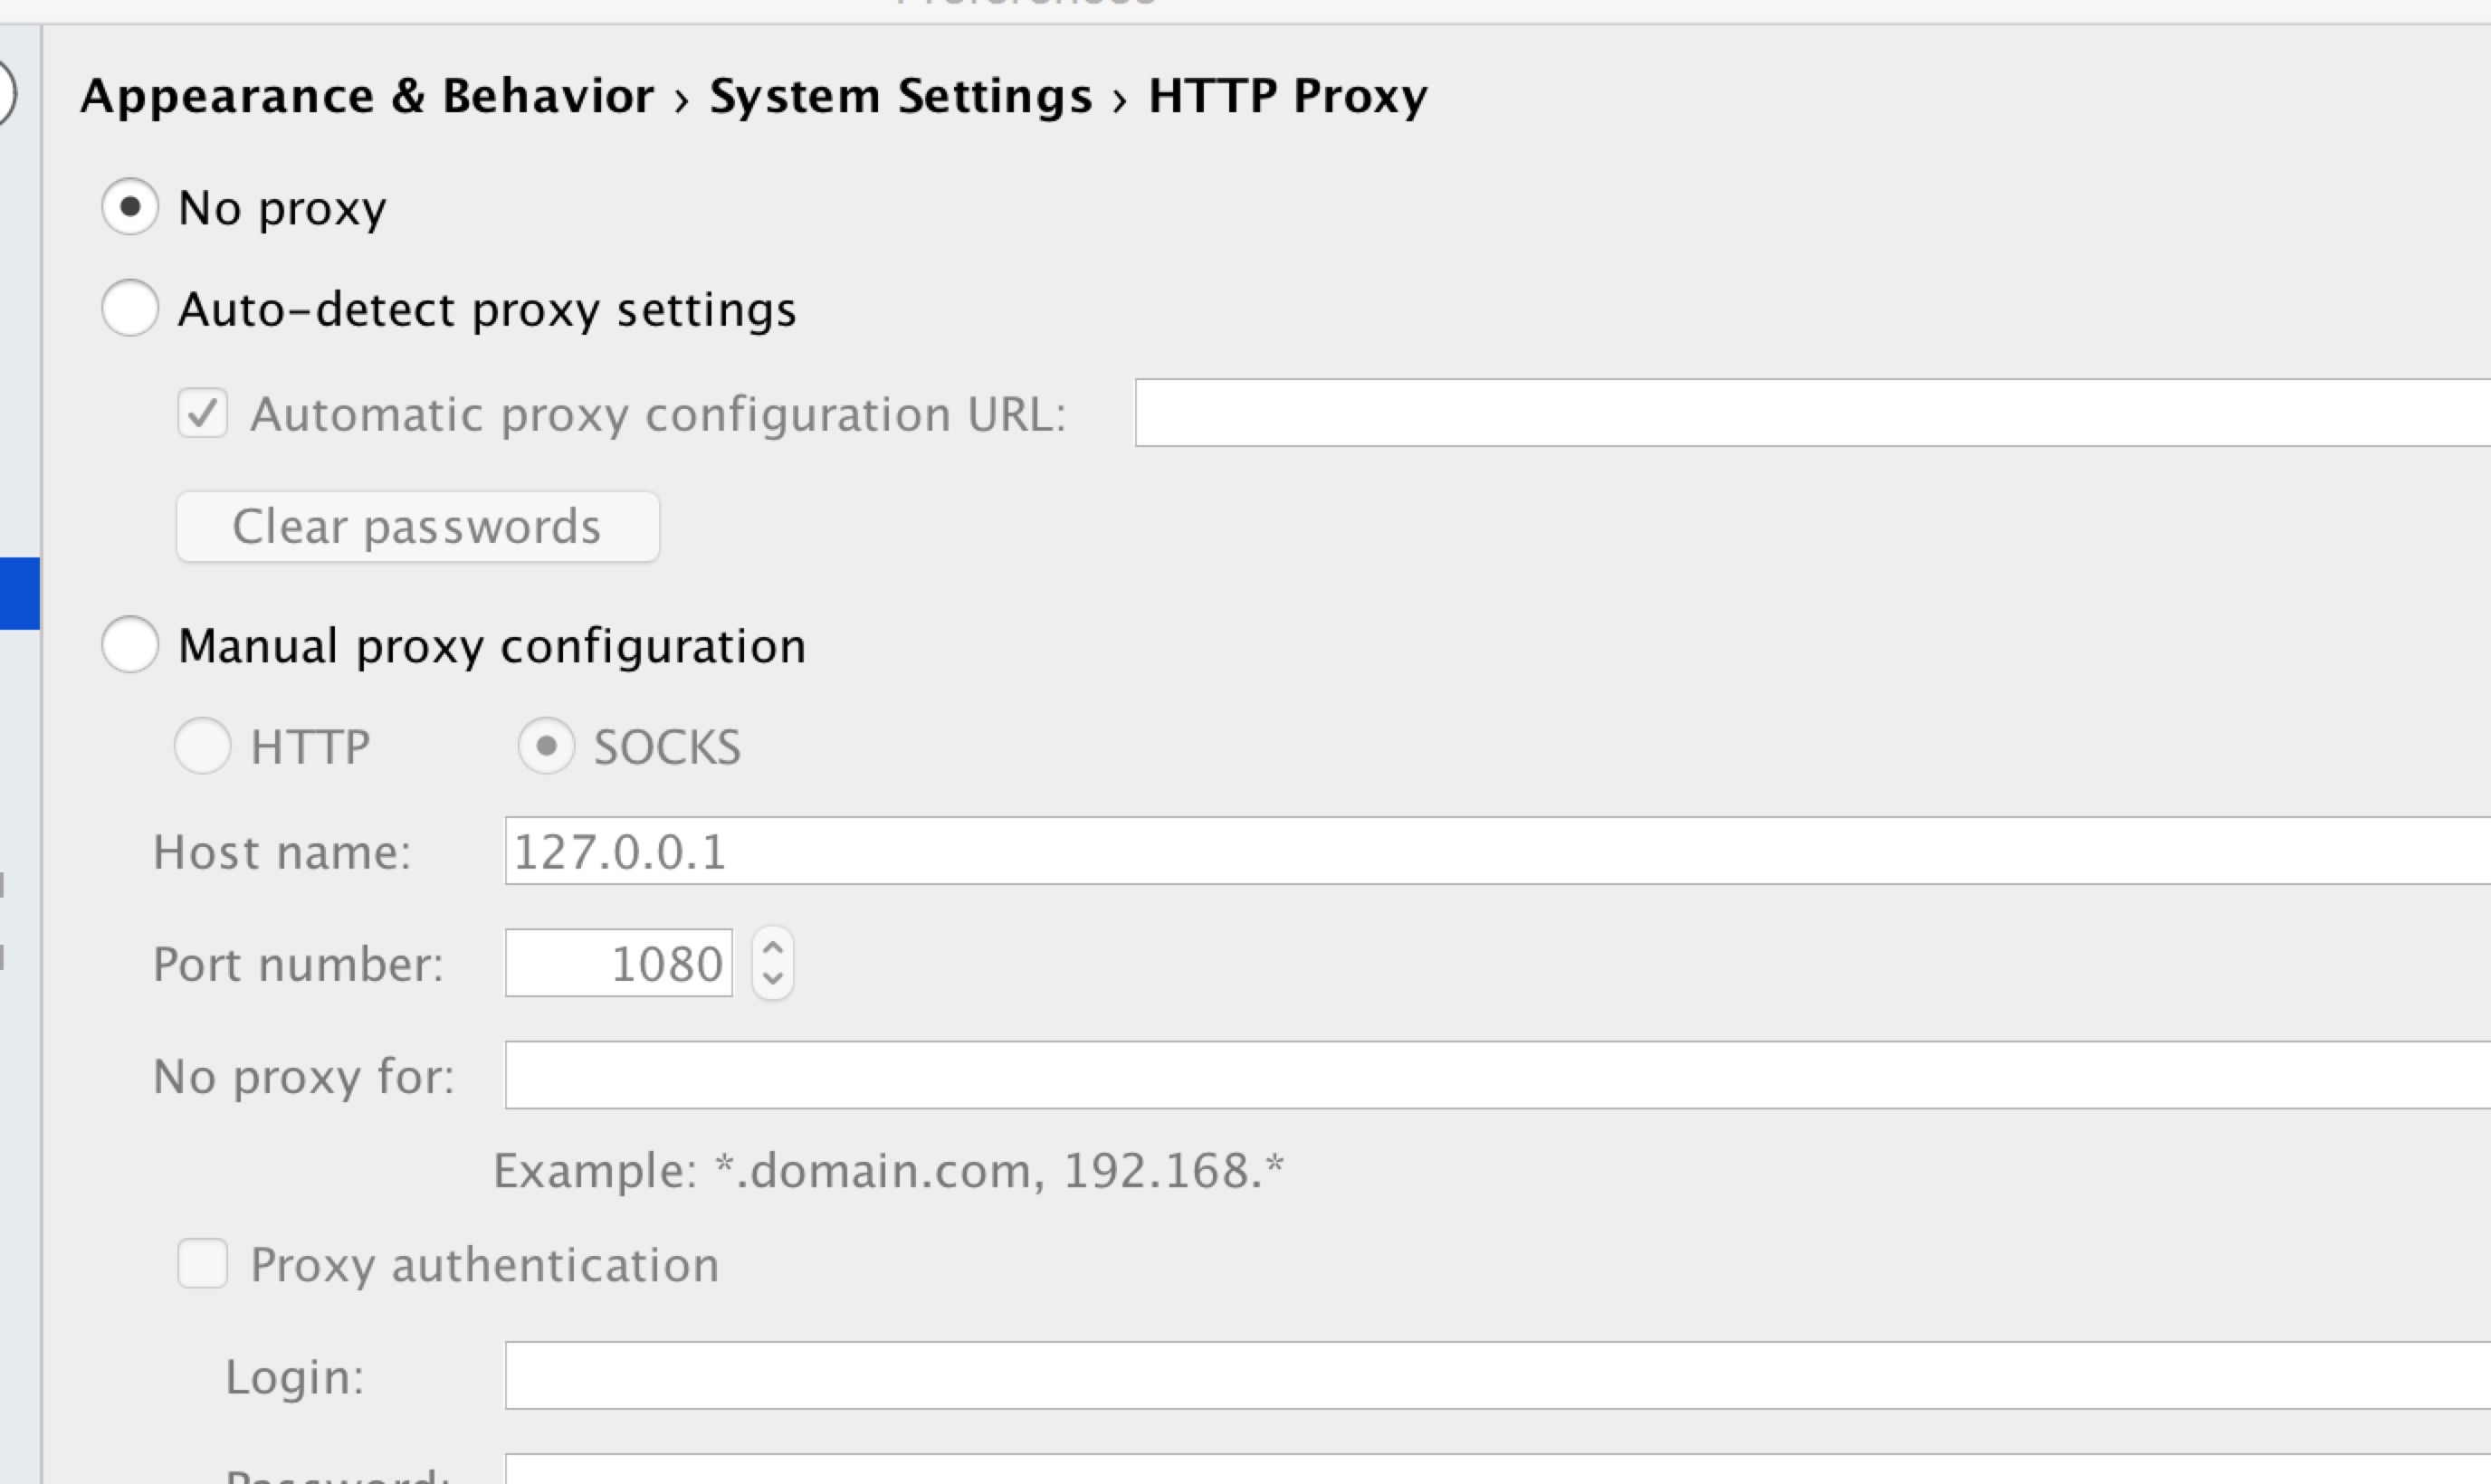 Appearance & Behavior › System Settings › HTTP Proxy
No proxy
Auto-detect proxy settings
Automatic proxy configuration URL:
Clear passwords
Manual proxy configuration
HTTP SOCKS
Host name: 127.0.0.1
Port number: 1080
No proxy for:
Example: *.domain.com, 192.168.*
Proxy authentication
Login: